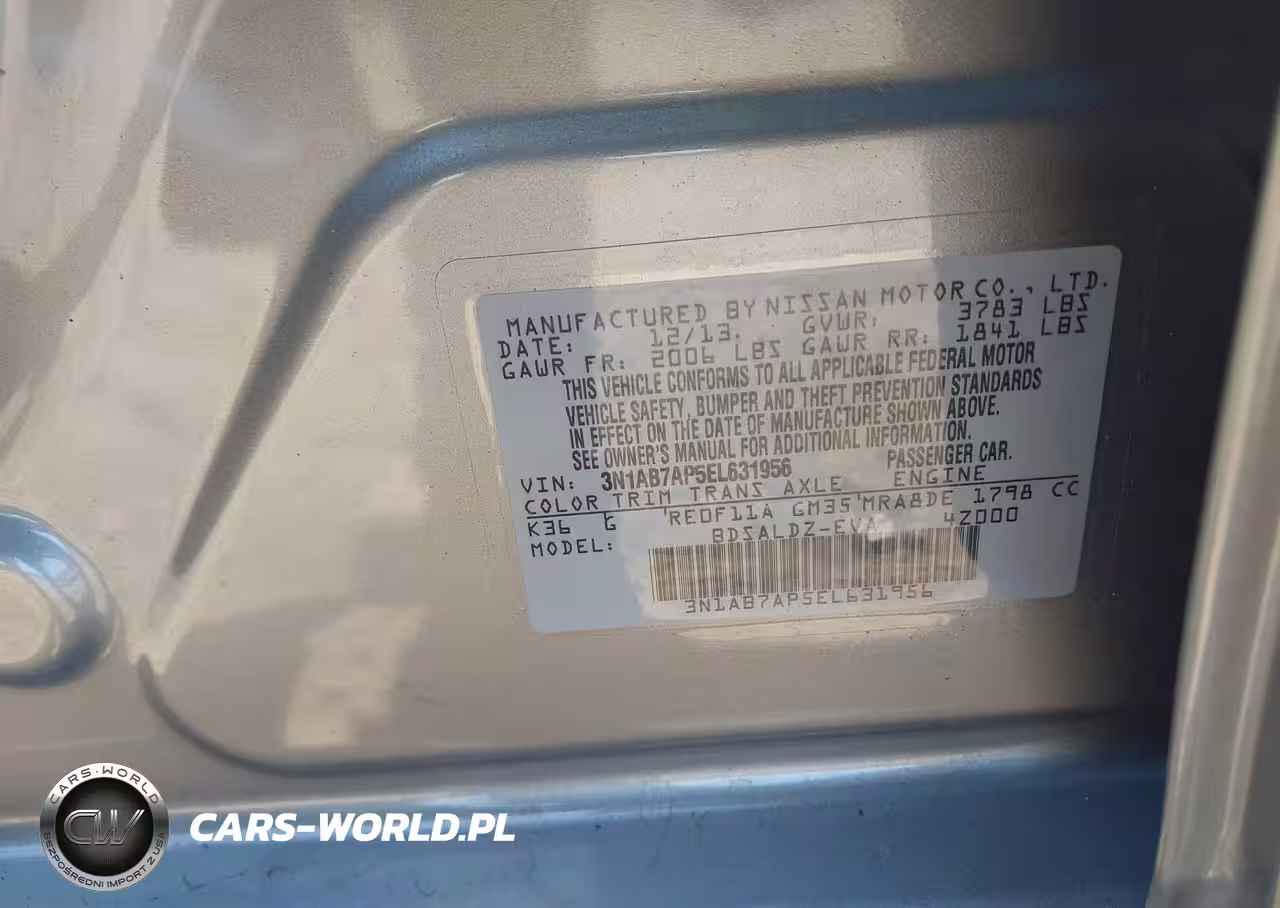 MANUFACTURED BY NISSAN MOTOR CO., LTD.
DATE: 12/13. GVWR: 3783 LBS
GAWR FR: 2006 LBS GAWR RR: 1841 LBS
THIS VEHICLE CONFORMS TO ALL APPLICABLE FEDERAL MOTOR
VEHICLE SAFETY, BUMPER AND THEFT PREVENTION STANDARDS
IN EFFECT ON THE DATE OF MANUFACTURE SHOWN ABOVE.
SEE OWNER'S MANUAL FOR ADDITIONAL INFORMATION.
VIN: 3N1AB7AP5EL631956 PASSENGER CAR.
COLOR TRIM TRANS AXLE ENGINE
K36 G RE0F11A GM35 MRA8DE 1798 CC
MODEL: BDSALDZ-EVA 4Z000
3N1AB7AP5EL631956
CARS-WORLD
CW
BEZPOŚREDNI IMPORT Z USA
CARS-WORLD.PL